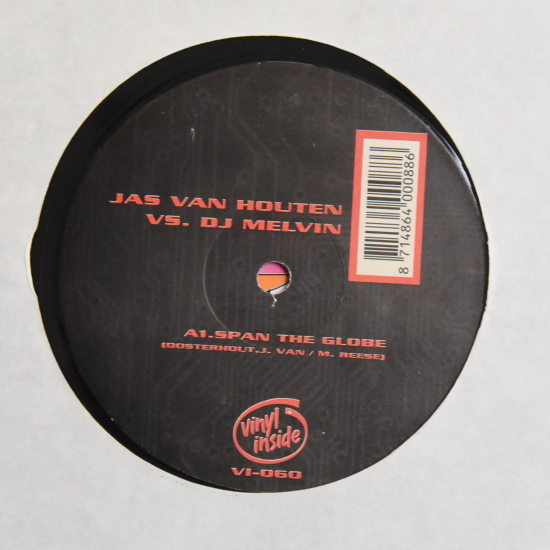 JAS VAN HOUTEN
VS. DJ MELVIN
8 714864 000886
A1.SPAN THE GLOBE
(OOSTERHOUT,J. VAN / M. REESE)
vinyl
inside
VI-060